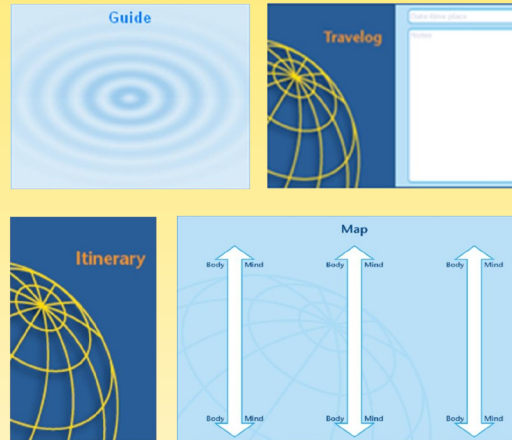 Guide
Travelog
Date time place
Notes
Itinerary
Map
Body Mind Body Mind Body Mind
Body Mind Body Mind Body Mind